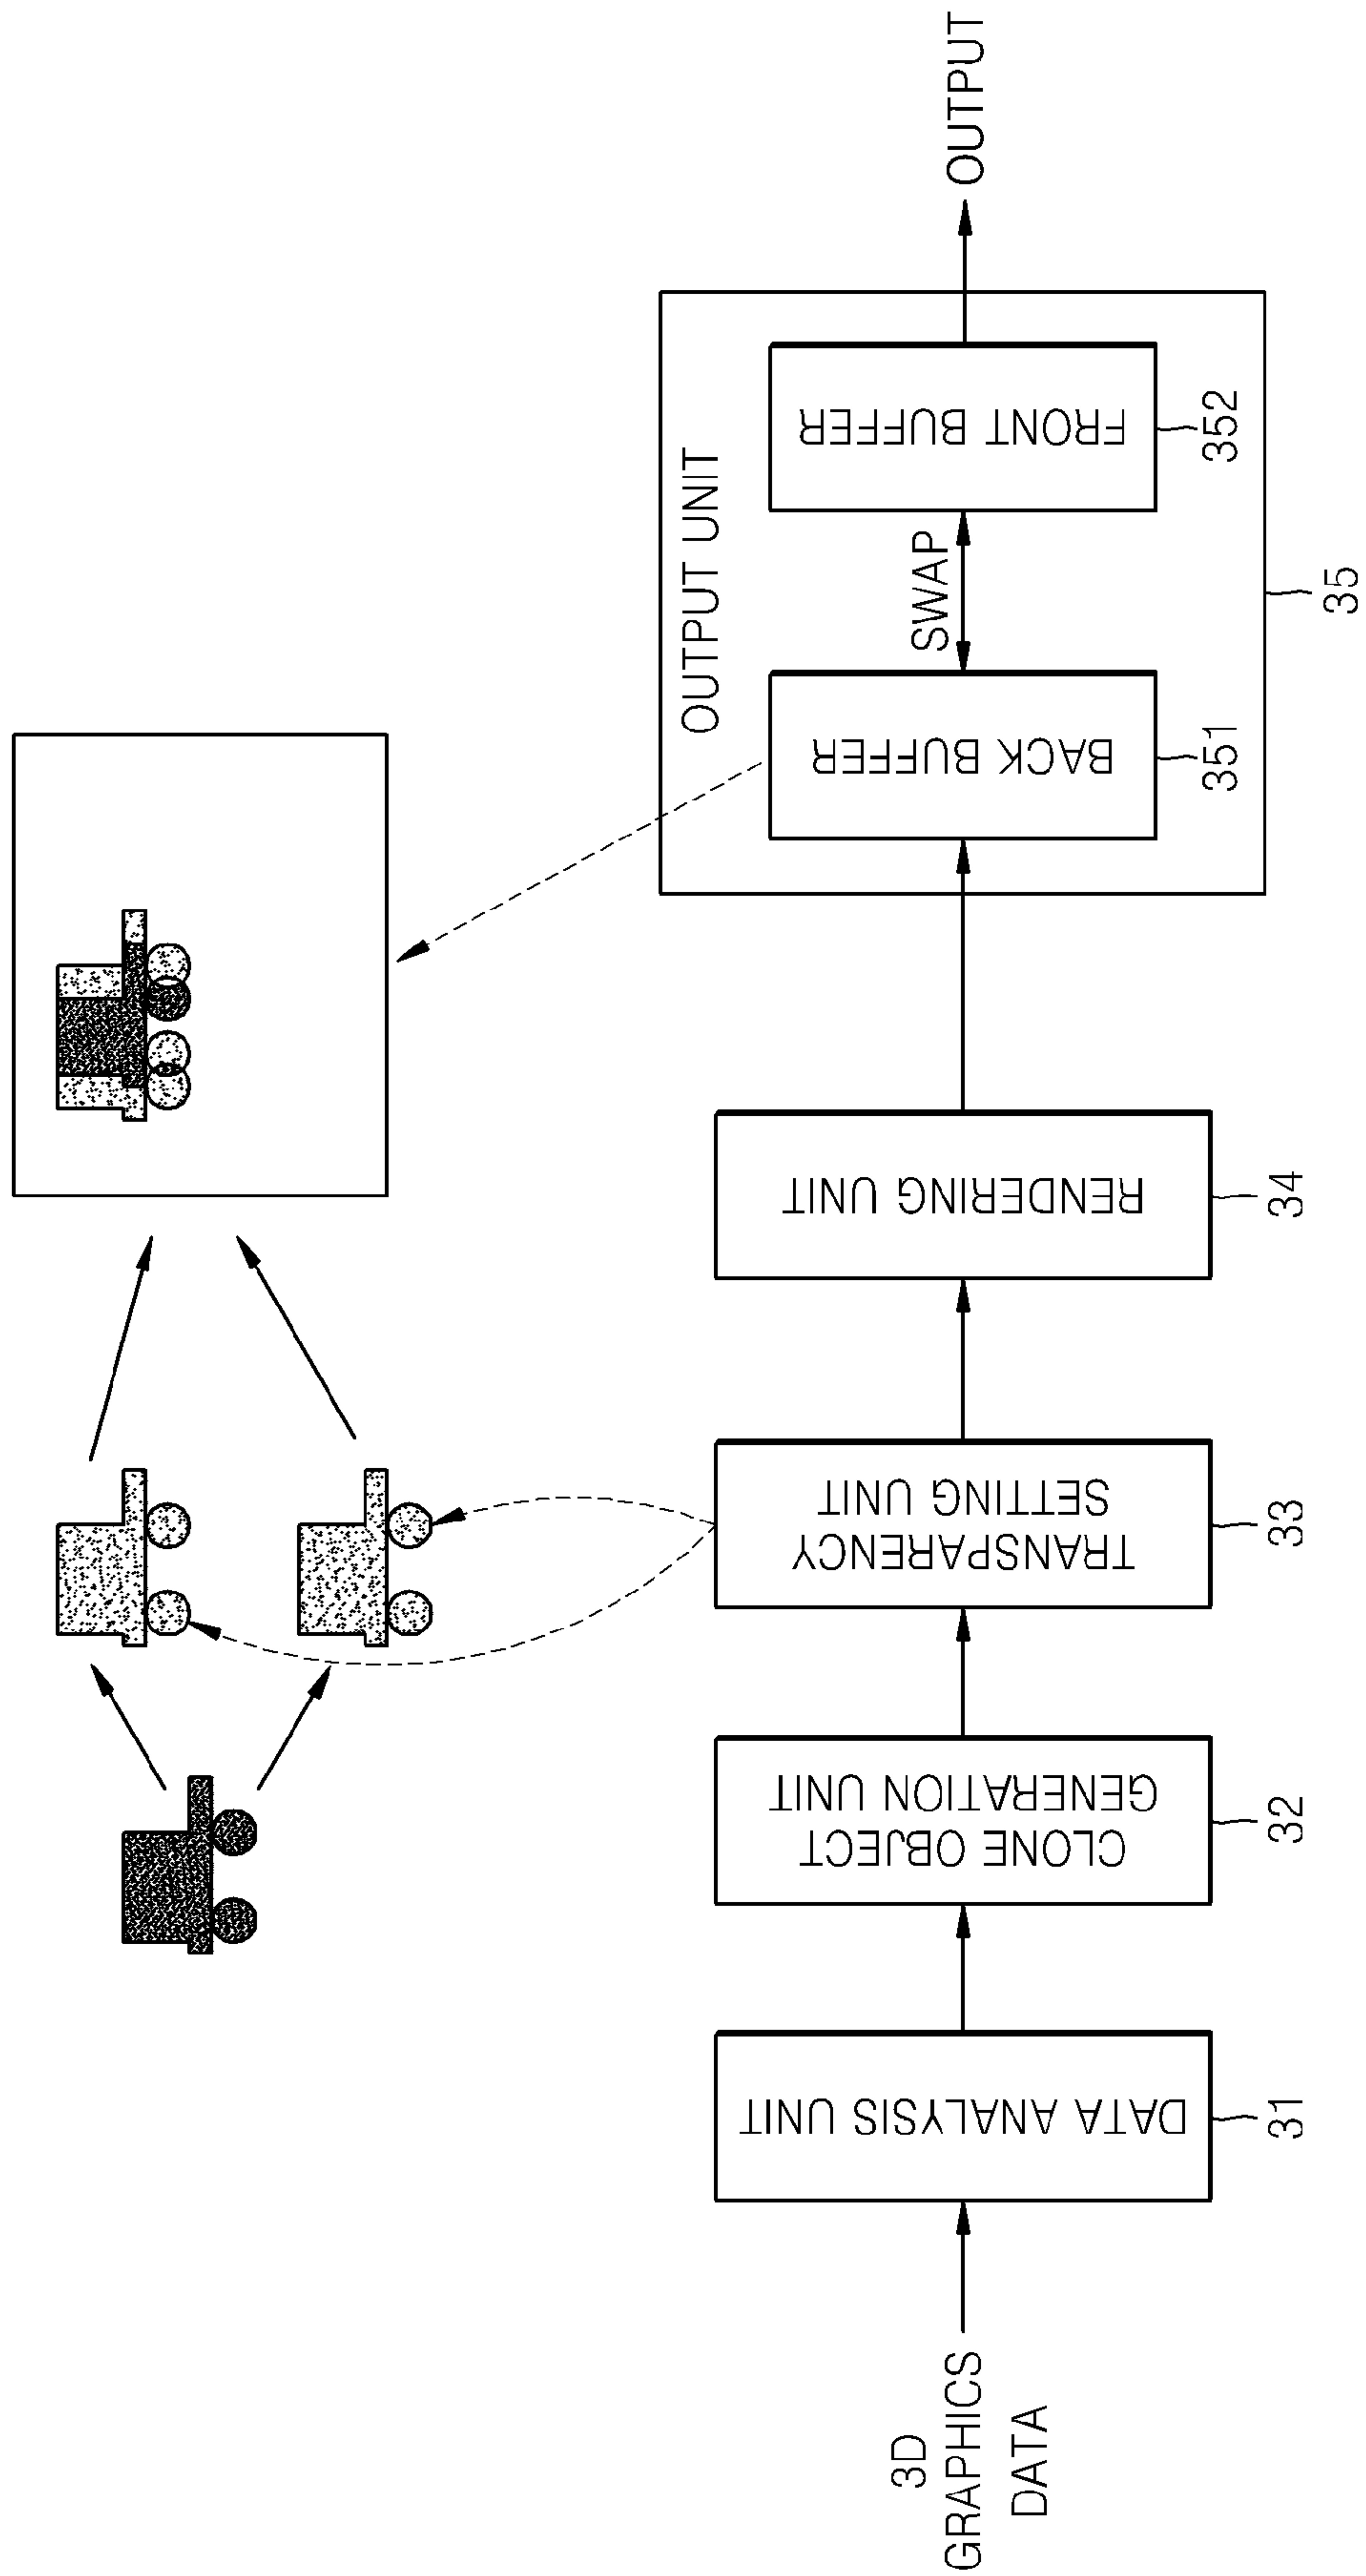 3D
GRAPHICS
DATA
DATA ANALYSIS UNIT
31
CLONE OBJECT
GENERATION UNIT
32
TRANSPARENCY
SETTING UNIT
33
RENDERING UNIT
34
OUTPUT UNIT
BACK BUFFER
351
SWAP
FRONT BUFFER
352
35
OUTPUT